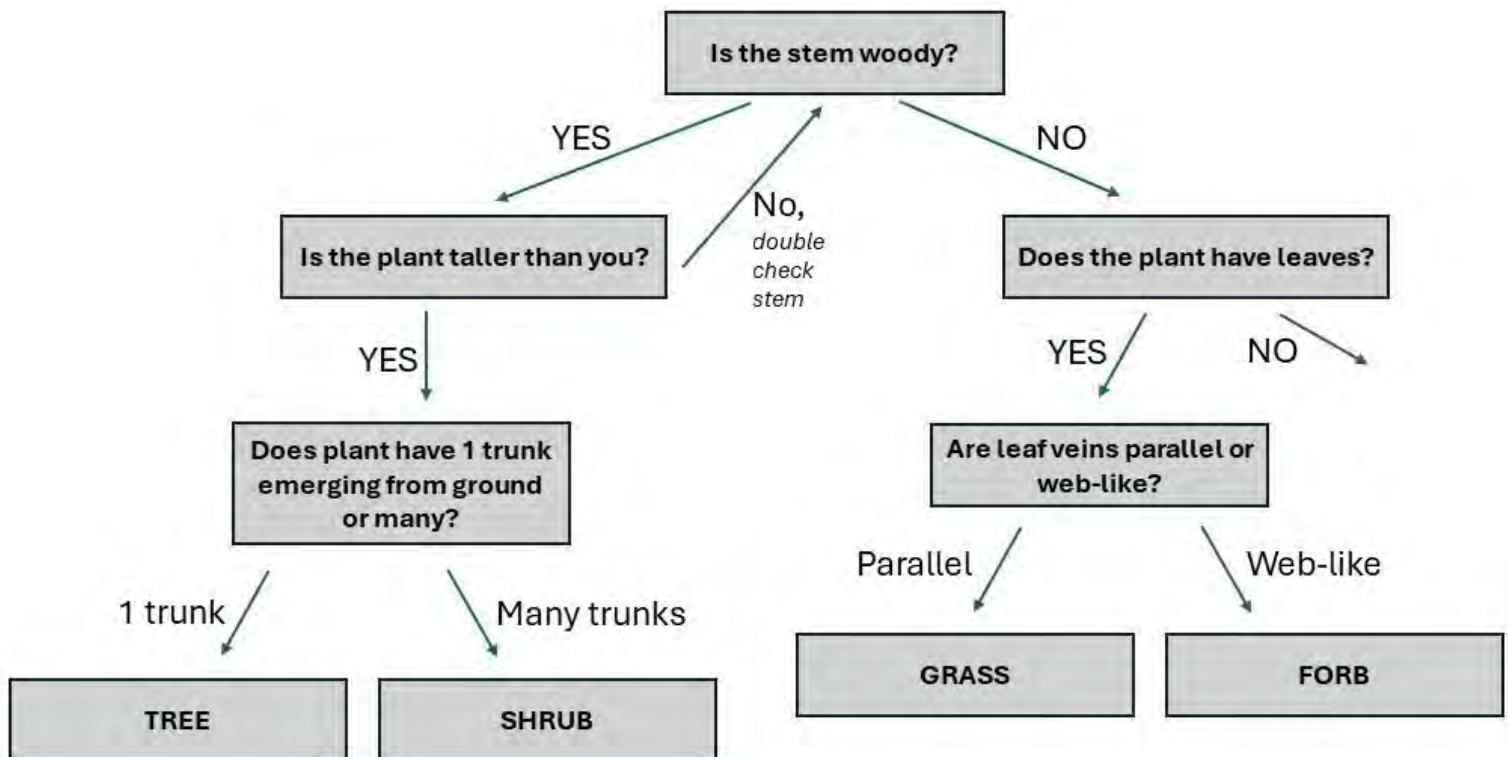 Is the stem woody?
YES
NO
No,
double
check
stem
Is the plant taller than you?
Does the plant have leaves?
YES
YES
NO
Does plant have 1 trunk
emerging from ground
or many?
Are leaf veins parallel or
web-like?
1 trunk
Many trunks
Parallel
Web-like
TREE
SHRUB
GRASS
FORB